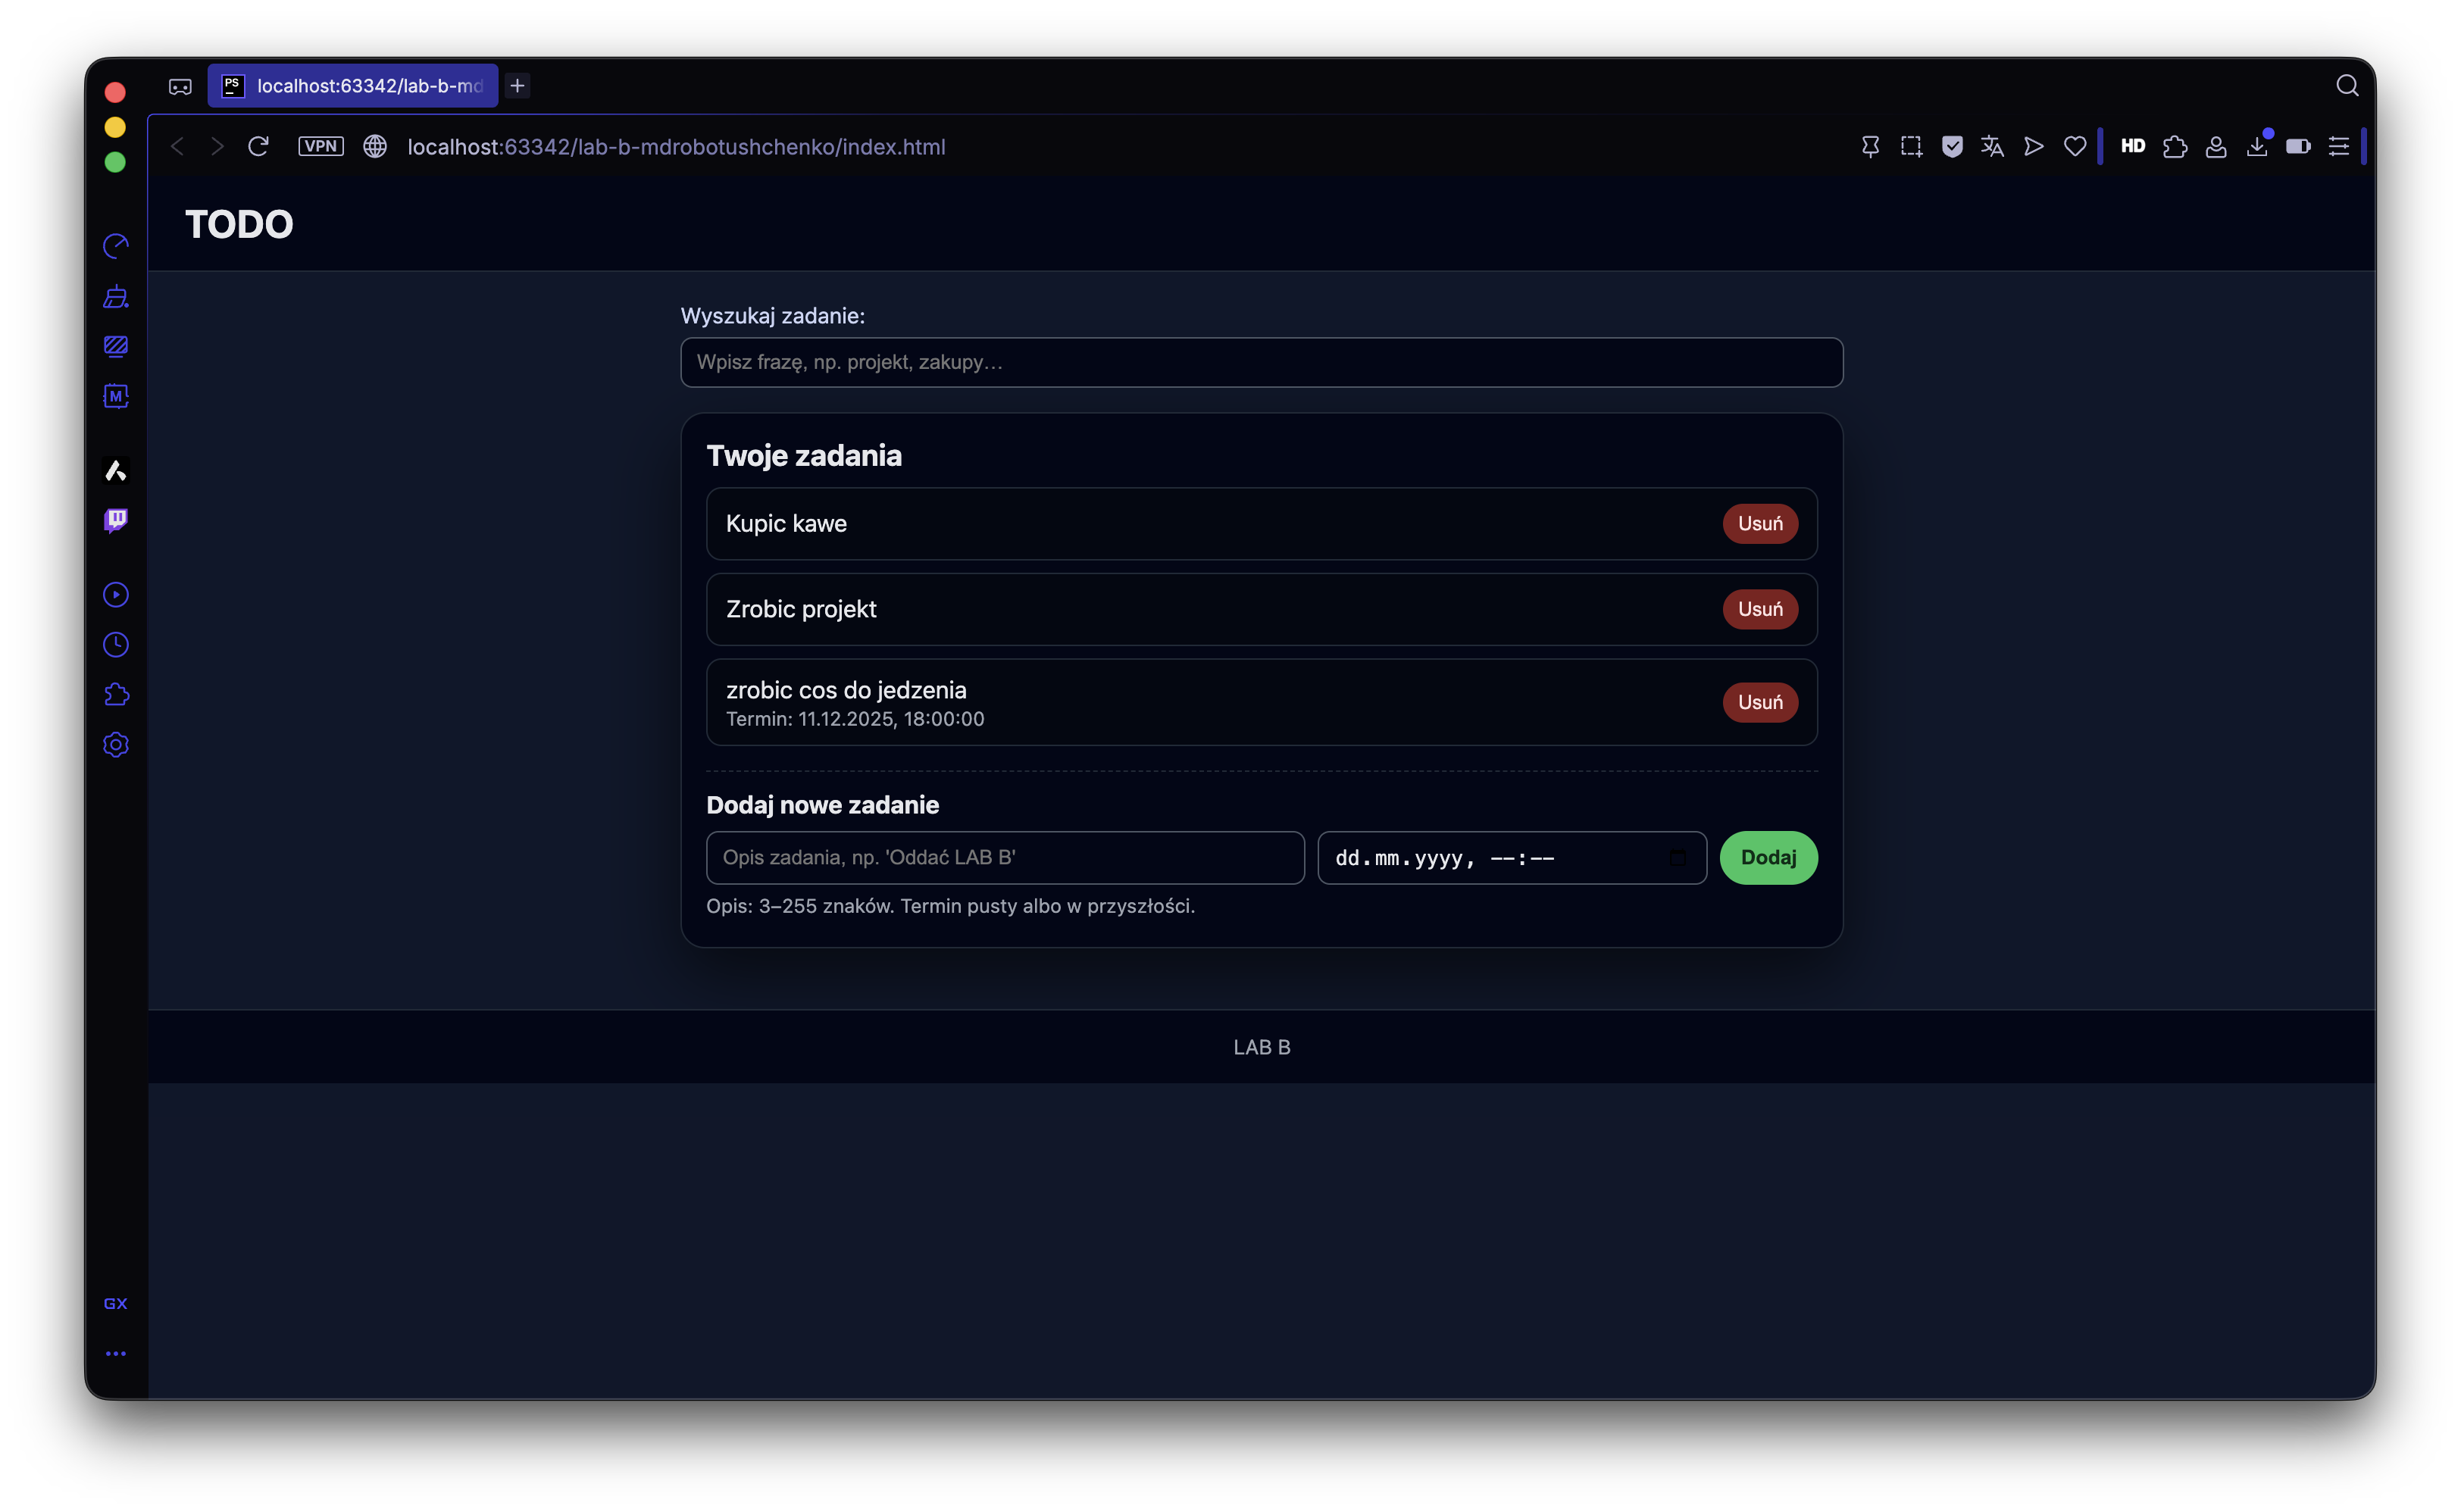 PS
localhost:63342/lab-b-md
VPN
localhost:63342/lab-b-mdrobotushchenko/index.html
HD
TODO
M
Wyszukaj zadanie:
Wpisz frazę, np. projekt, zakupy…
Twoje zadania
Kupic kawe
Usuń
Zrobic projekt
Usuń
zrobic cos do jedzenia
Termin: 11.12.2025, 18:00:00
Usuń
Dodaj nowe zadanie
Opis zadania, np. 'Oddać LAB B'
dd.mm.yyyy, --:--
Dodaj
Opis: 3–255 znaków. Termin pusty albo w przyszłości.
LAB B
GX